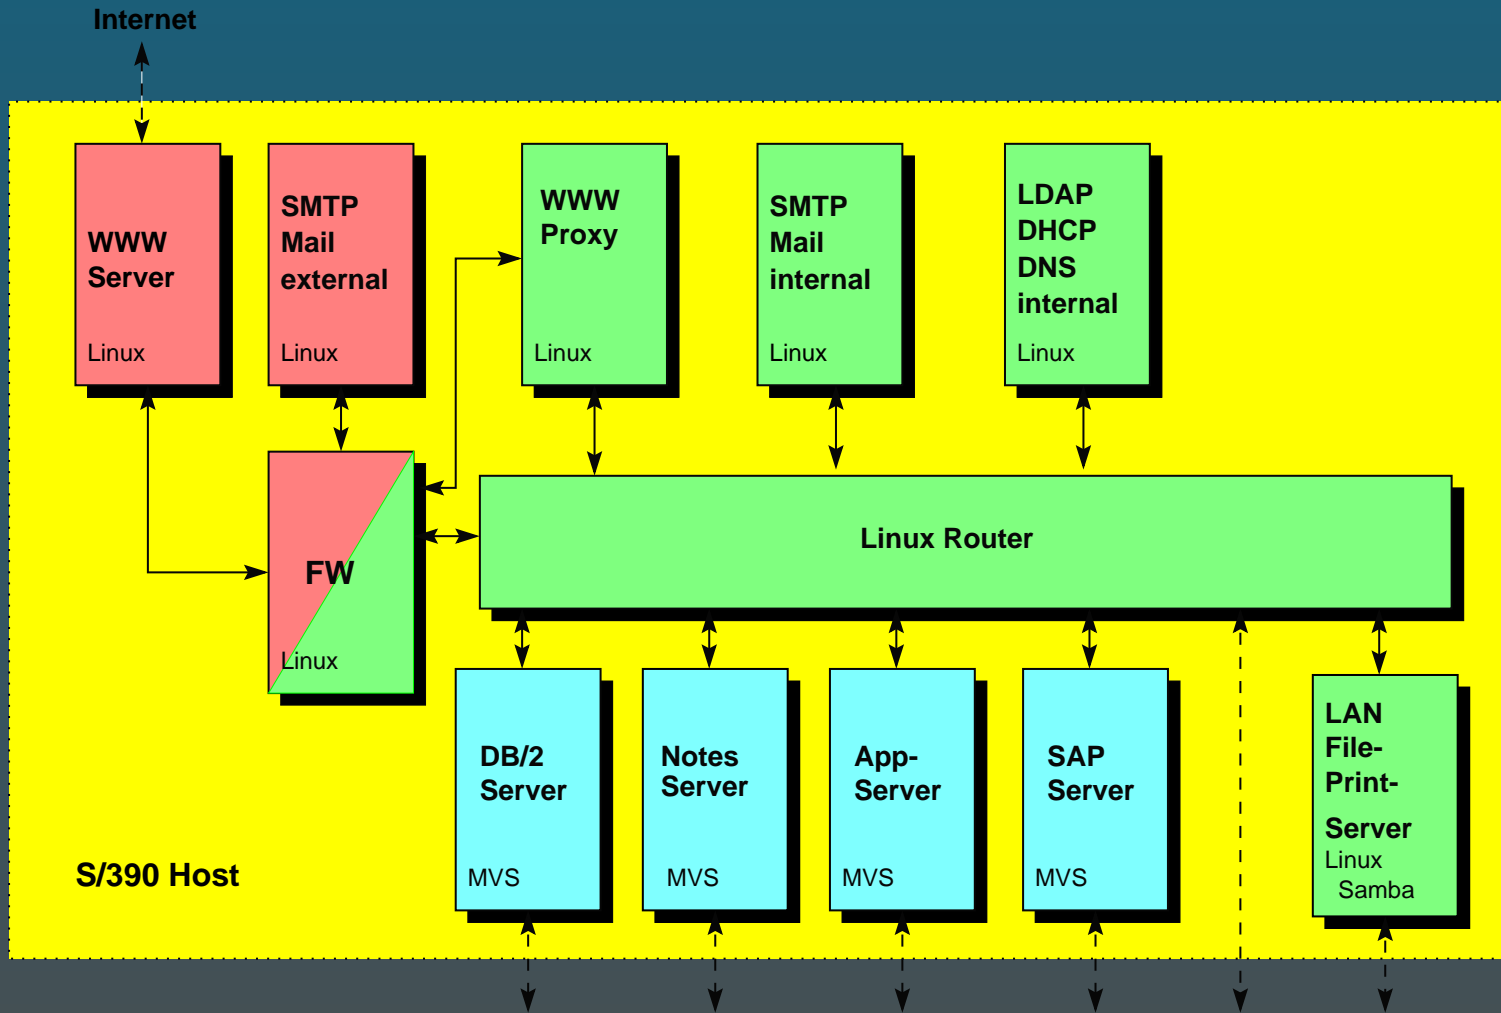 Internet
WWW
Server
Linux
SMTP
Mail
external
Linux
WWW
Proxy
Linux
SMTP
Mail
internal
Linux
LDAP
DHCP
DNS
internal
Linux
FW
Linux
Linux Router
DB/2
Server
MVS
Notes
Server
MVS
App-
Server
MVS
SAP
Server
MVS
LAN
File-
Print-
Server
Linux
Samba
S/390 Host